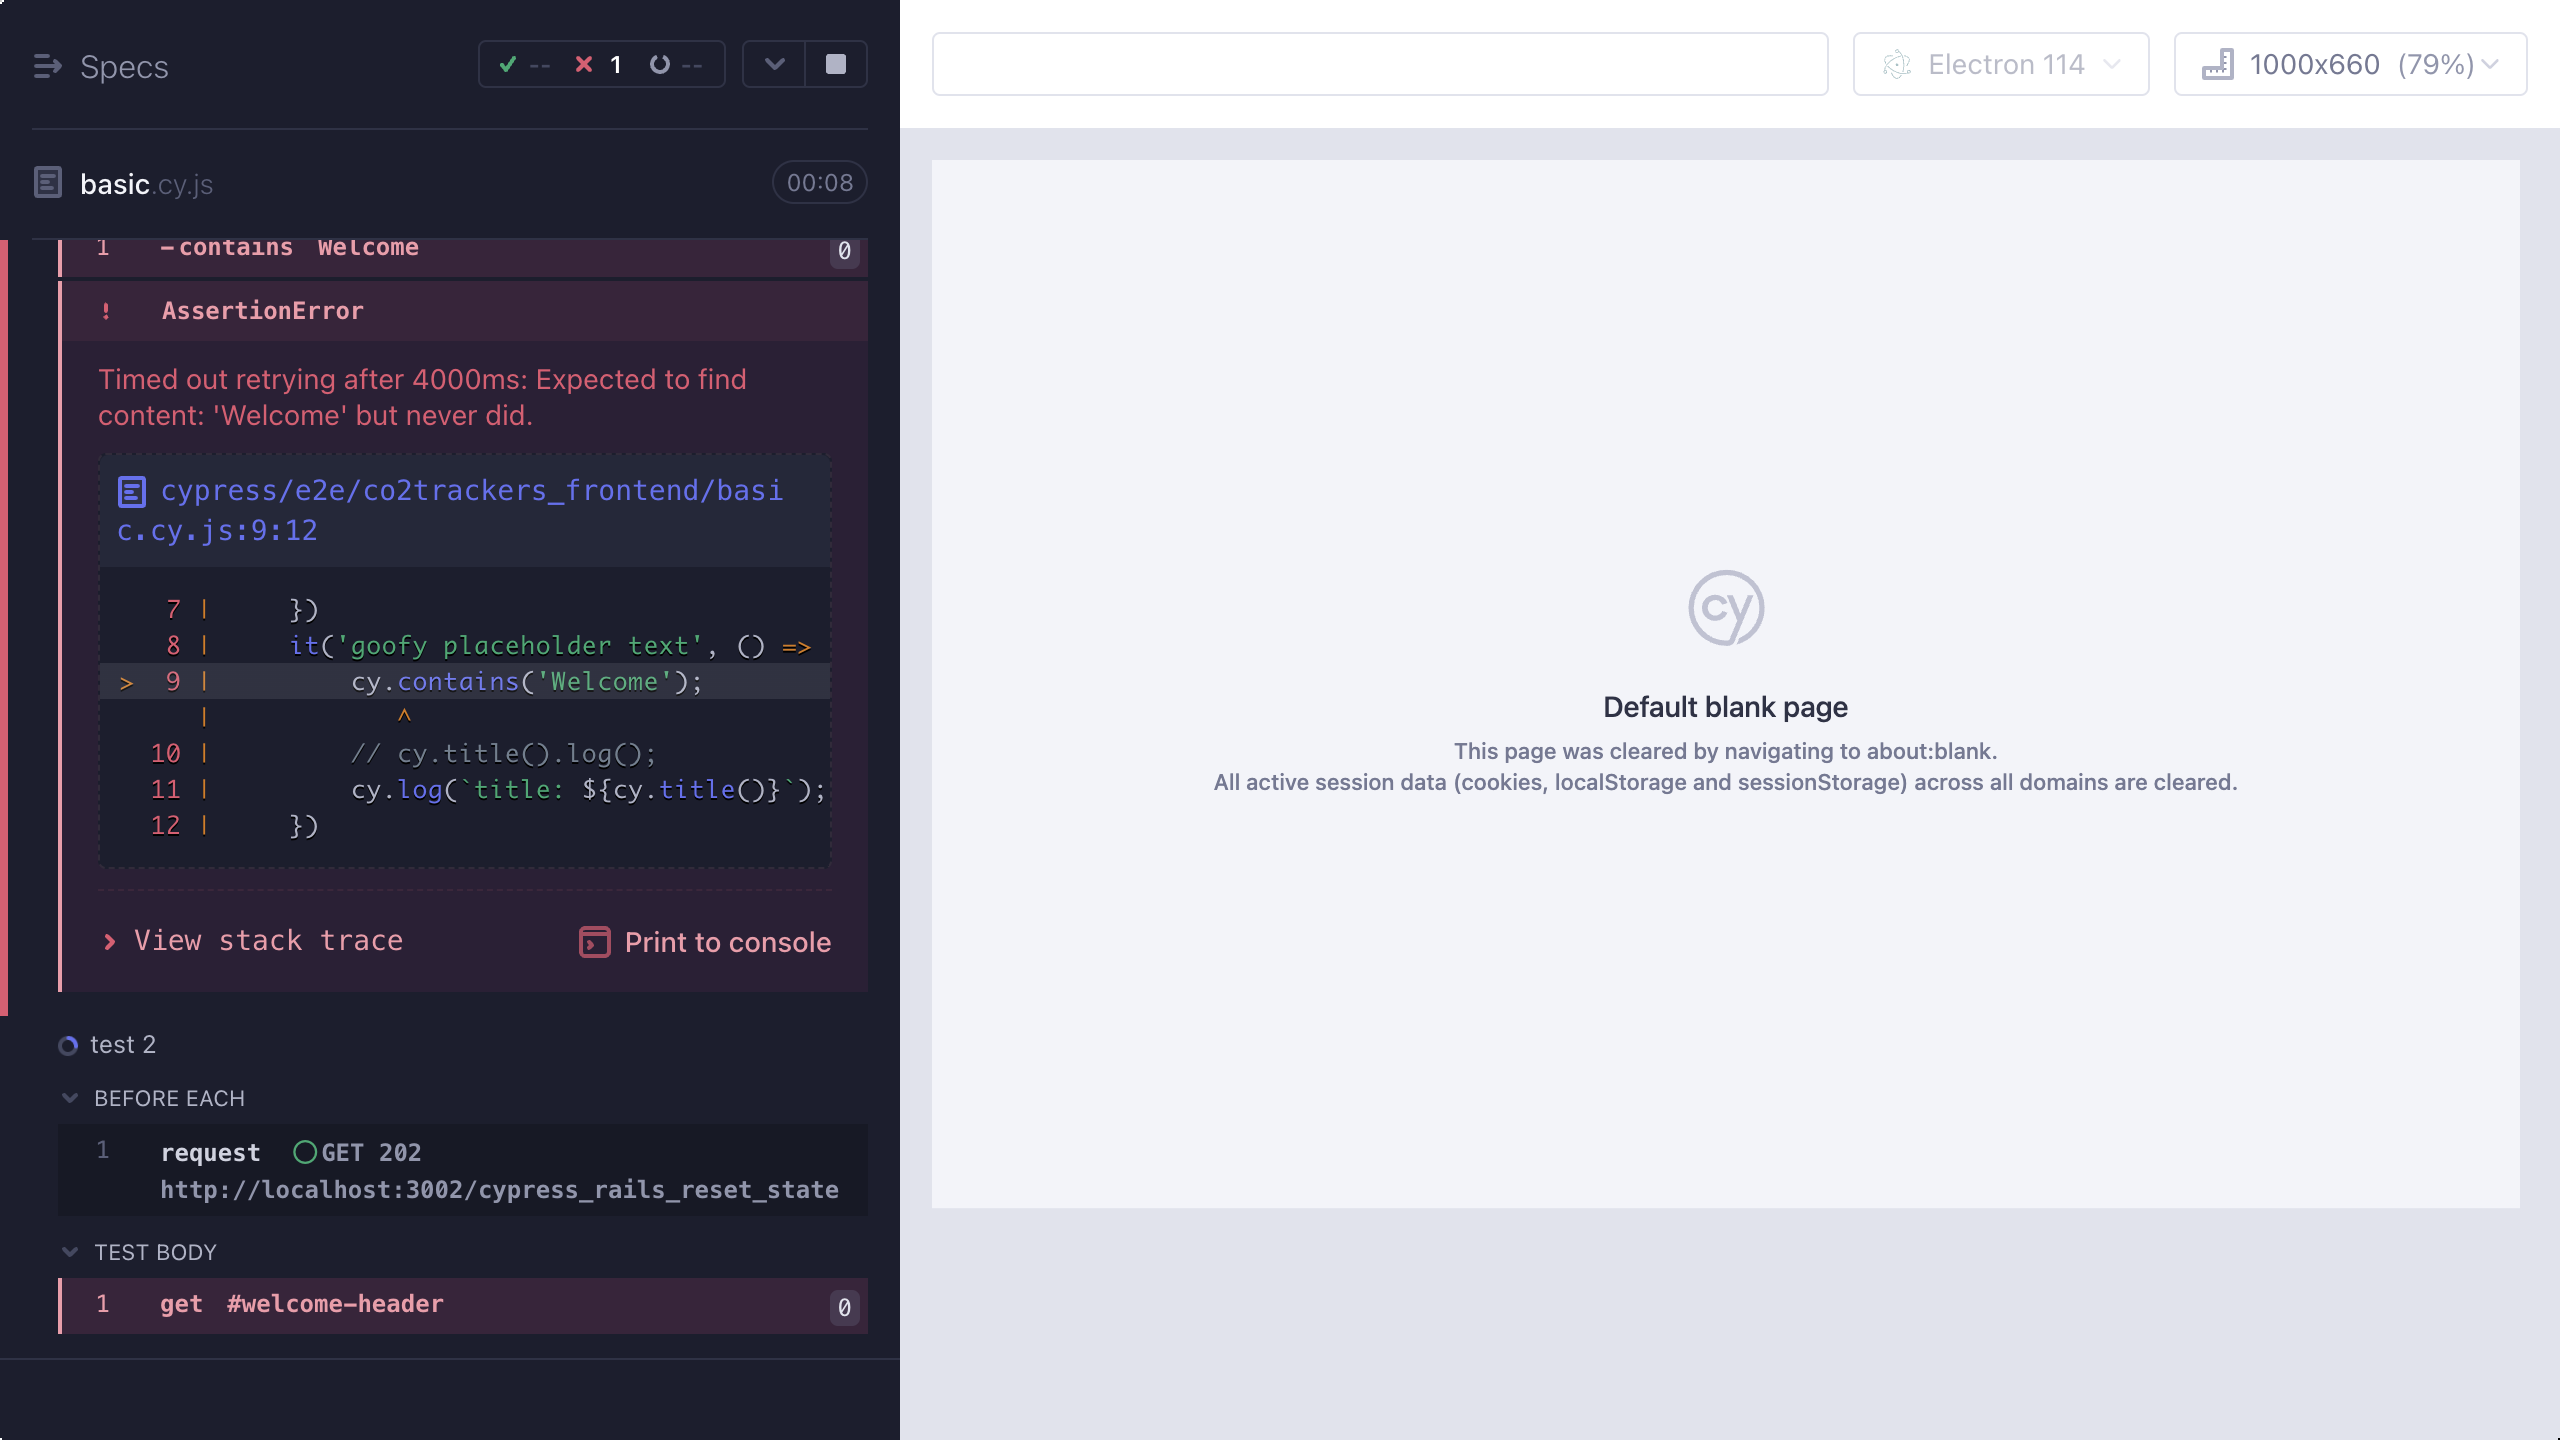 Specs
-- 1 --
basic.cy.js
00:08
1 -contains Welcome 0
! AssertionError
Timed out retrying after 4000ms: Expected to find
content: 'Welcome' but never did.
cypress/e2e/co2trackers_frontend/basi
c.cy.js:9:12
7 | })
8 | it('goofy placeholder text', () =>
> 9 | cy.contains('Welcome');
| ^
10 | // cy.title().log();
11 | cy.log(`title: ${cy.title()}`);
12 | })
View stack trace
Print to console
test 2
BEFORE EACH
1 request GET 202
http://localhost:3002/cypress_rails_reset_state
TEST BODY
1 get #welcome-header 0
Electron 114
1000x660 (79%)
cy
Default blank page
This page was cleared by navigating to about:blank.
All active session data (cookies, localStorage and sessionStorage) across all domains are cleared.